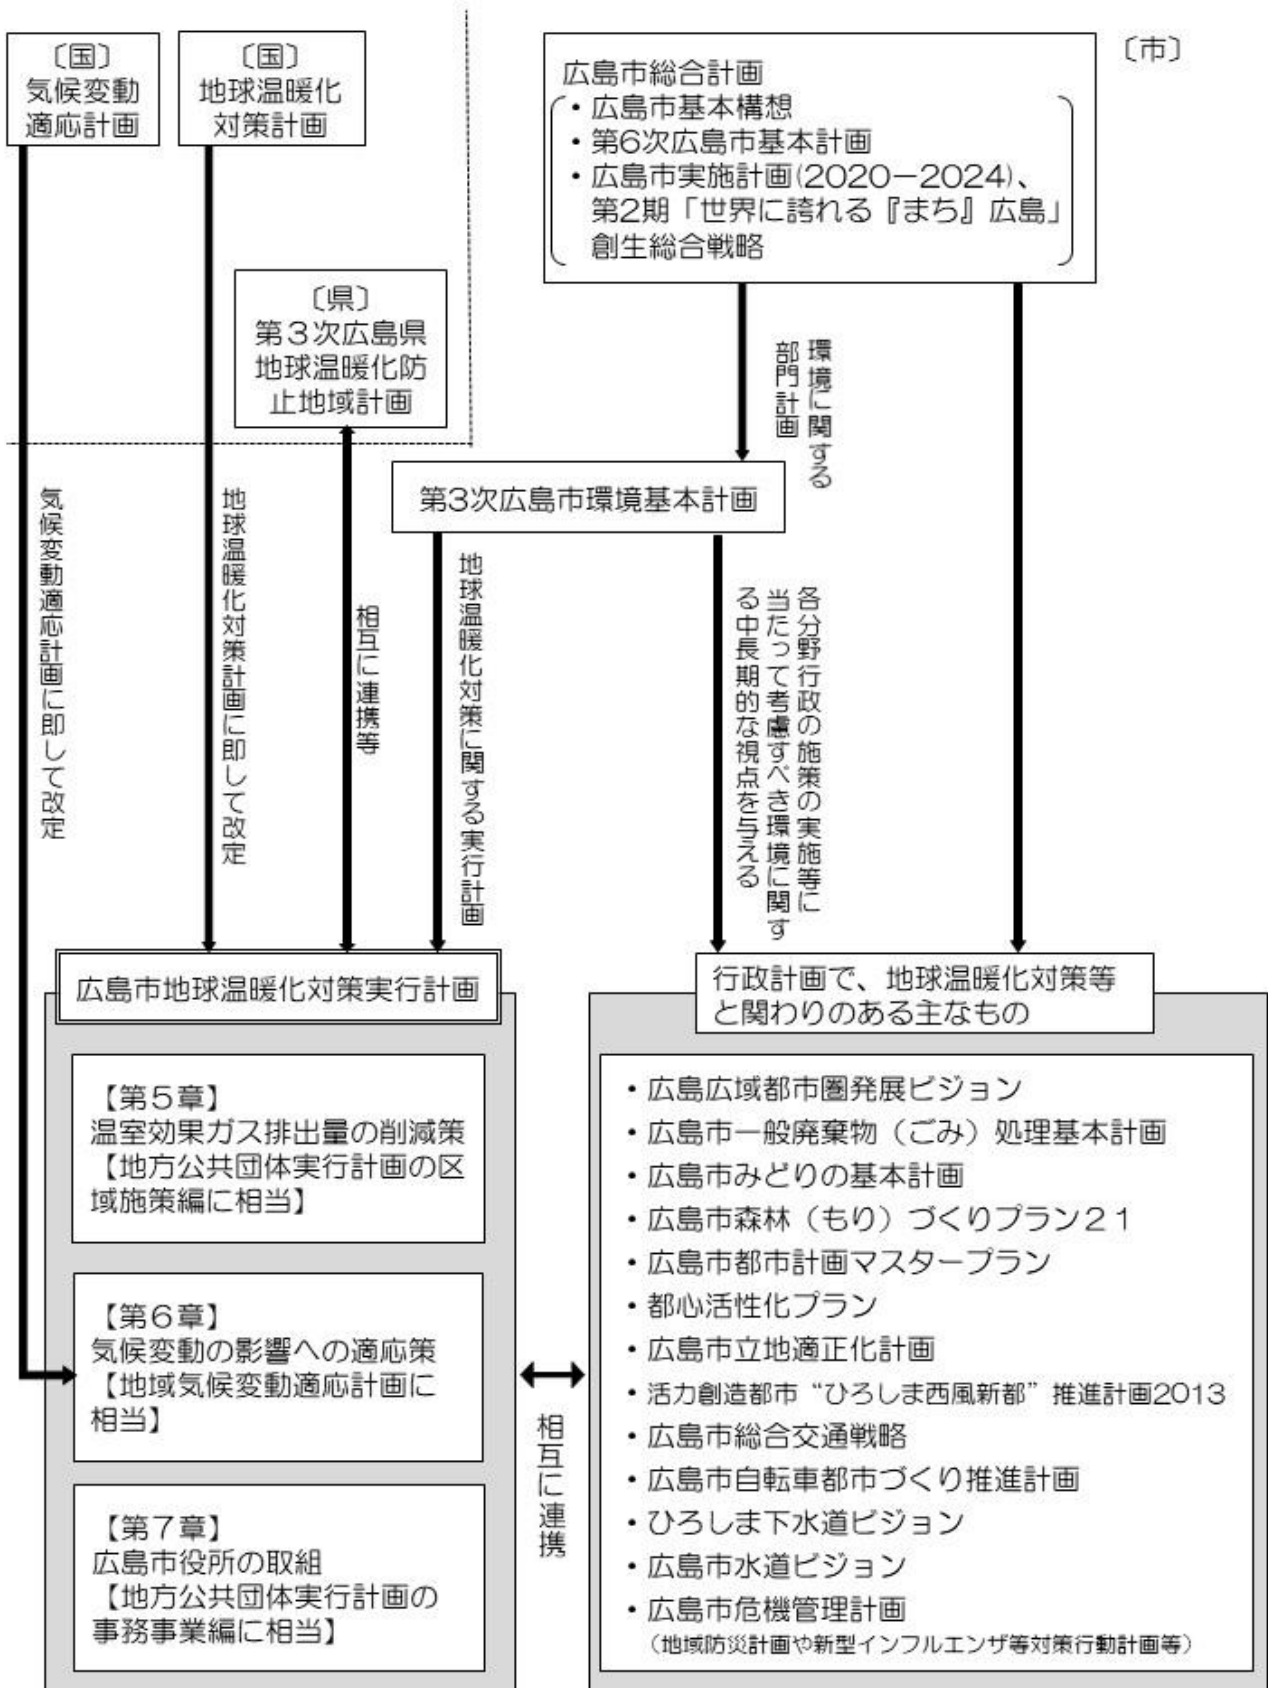 〔国〕
気候変動
適応計画
〔国〕
地球温暖化
対策計画
〔市〕
広島市総合計画
・広島市基本構想
・第6次広島市基本計画
・広島市実施計画(2020－2024)、
第2期「世界に誇れる『まち』広島」
創生総合戦略
〔県〕
第３次広島県
地球温暖化防
止地域計画
環境に関する
部門計画
第3次広島市環境基本計画
気候変動適応計画に即して改定
地球温暖化対策計画に即して改定
相互に連携等
地球温暖化対策に関する実行計画
各分野行政の施策の実施等に
当たって考慮すべき環境に関す
る中長期的な視点を与える
広島市地球温暖化対策実行計画
【第５章】
温室効果ガス排出量の削減策
【地方公共団体実行計画の区
域施策編に相当】
【第６章】
気候変動の影響への適応策
【地域気候変動適応計画に
相当】
【第７章】
広島市役所の取組
【地方公共団体実行計画の
事務事業編に相当】
相互に連携
行政計画で、地球温暖化対策等
と関わりのある主なもの
・広島広域都市圏発展ビジョン
・広島市一般廃棄物（ごみ）処理基本計画
・広島市みどりの基本計画
・広島市森林（もり）づくりプラン２１
・広島市都市計画マスタープラン
・都心活性化プラン
・広島市立地適正化計画
・活力創造都市“ひろしま西風新都”推進計画2013
・広島市総合交通戦略
・広島市自転車都市づくり推進計画
・ひろしま下水道ビジョン
・広島市水道ビジョン
・広島市危機管理計画
（地域防災計画や新型インフルエンザ等対策行動計画等）